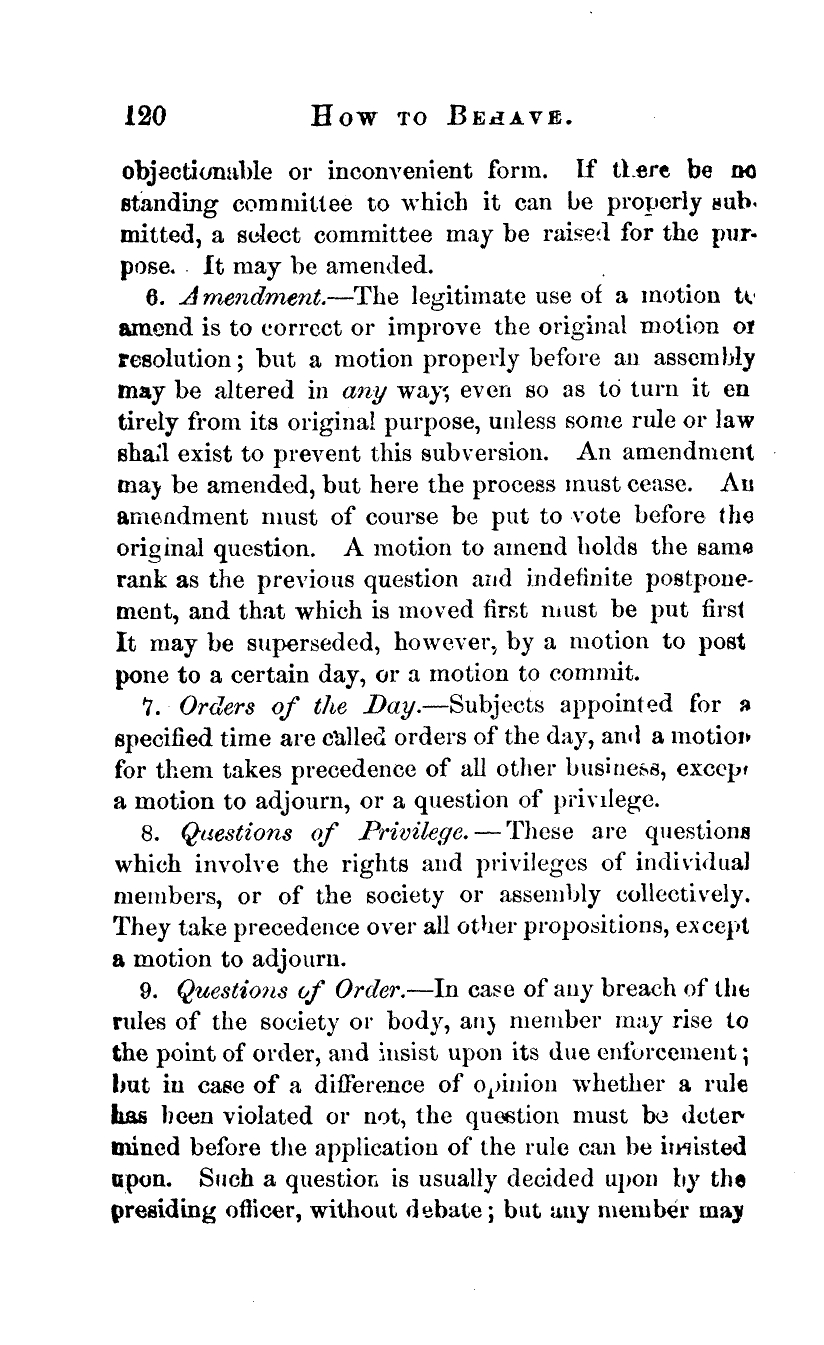 120 How to Behave.
objectionable or inconvenient form. If there be no
standing committee to which it can be properly sub-
mitted, a select committee may be raised for the pur-
pose. It may be amended.
6. Amendment.—The legitimate use of a motion to
amend is to correct or improve the original motion or
resolution; but a motion properly before an assembly
may be altered in any way; even so as to turn it en
tirely from its original purpose, unless some rule or law
shall exist to prevent this subversion. An amendment
may be amended, but here the process must cease. An
amendment must of course be put to vote before the
original question. A motion to amend holds the same
rank as the previous question and indefinite postpone-
ment, and that which is moved first must be put first
It may be superseded, however, by a motion to post
pone to a certain day, or a motion to commit.
7. Orders of the Day.—Subjects appointed for a
specified time are called orders of the day, and a motion
for them takes precedence of all other business, except
a motion to adjourn, or a question of privilege.
8. Questions of Privilege.—These are questions
which involve the rights and privileges of individual
members, or of the society or assembly collectively.
They take precedence over all other propositions, except
a motion to adjourn.
9. Questions of Order.—In case of any breach of the
rules of the society or body, any member may rise to
the point of order, and insist upon its due enforcement;
but in case of a difference of opinion whether a rule
has been violated or not, the question must be deter
mined before the application of the rule can be insisted
upon. Such a question is usually decided upon by the
presiding officer, without debate; but any member may